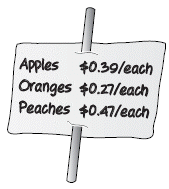 Apples $0.39/each
Oranges $0.27/each
Peaches $0.47/each